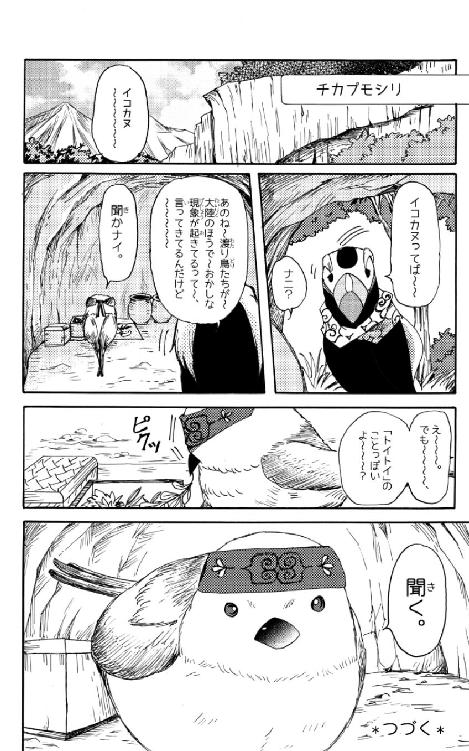 チカプモシリ
イコカヌ
〜〜〜〜〜
イコカヌってば〜
〜〜〜〜〜
ナニ？
あのね〜渡り鳥たちが〜
大陸のほうで〜おかしな
現象が起きてるって〜、
言ってきてるんだけど
〜〜〜〜〜
聞かナイ。
え〜〜〜。
でも〜〜〜〜、
「トイトイ」の
ことっぽい
よ〜〜〜？
ピクッ
聞く。
＊つづく＊